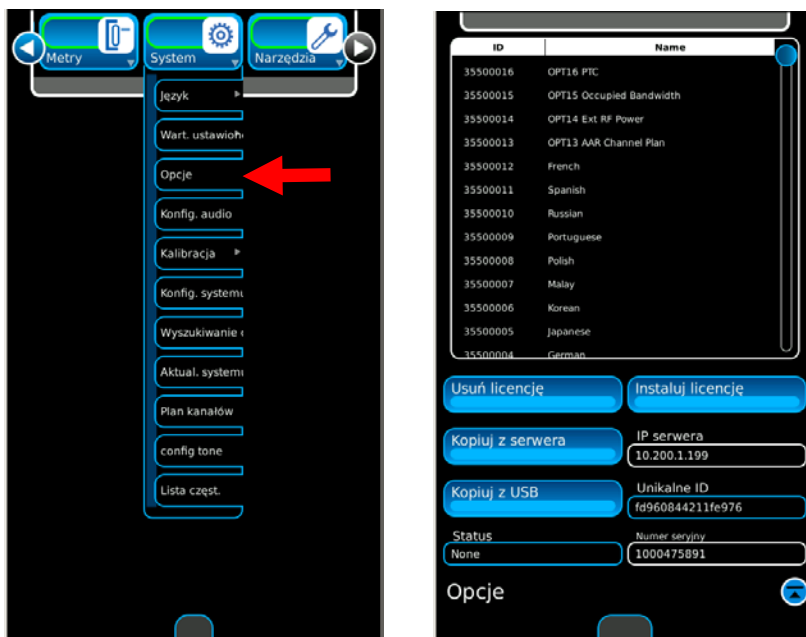 Metry
System
Narzędzia
Język
Wart. ustawion
Opcje
Konfig. audio
Kalibracja
Konfig. systemu
Wyszukiwanie
Aktual. systemu
Plan kanałów
config tone
Lista częst.
ID Name
35500016 OPT16 PTC
35500015 OPT15 Occupied Bandwidth
35500014 OPT14 Ext RF Power
35500013 OPT13 AAR Channel Plan
35500012 French
35500011 Spanish
35500010 Russian
35500009 Portuguese
35500008 Polish
35500007 Malay
35500006 Korean
35500005 Japanese
35500004 German
Usuń licencję
Instaluj licencję
Kopiuj z serwera
IP serwera
10.200.1.199
Kopiuj z USB
Unikalne ID
fd960844211fe976
Status
None
Numer seryjny
1000475891
Opcje